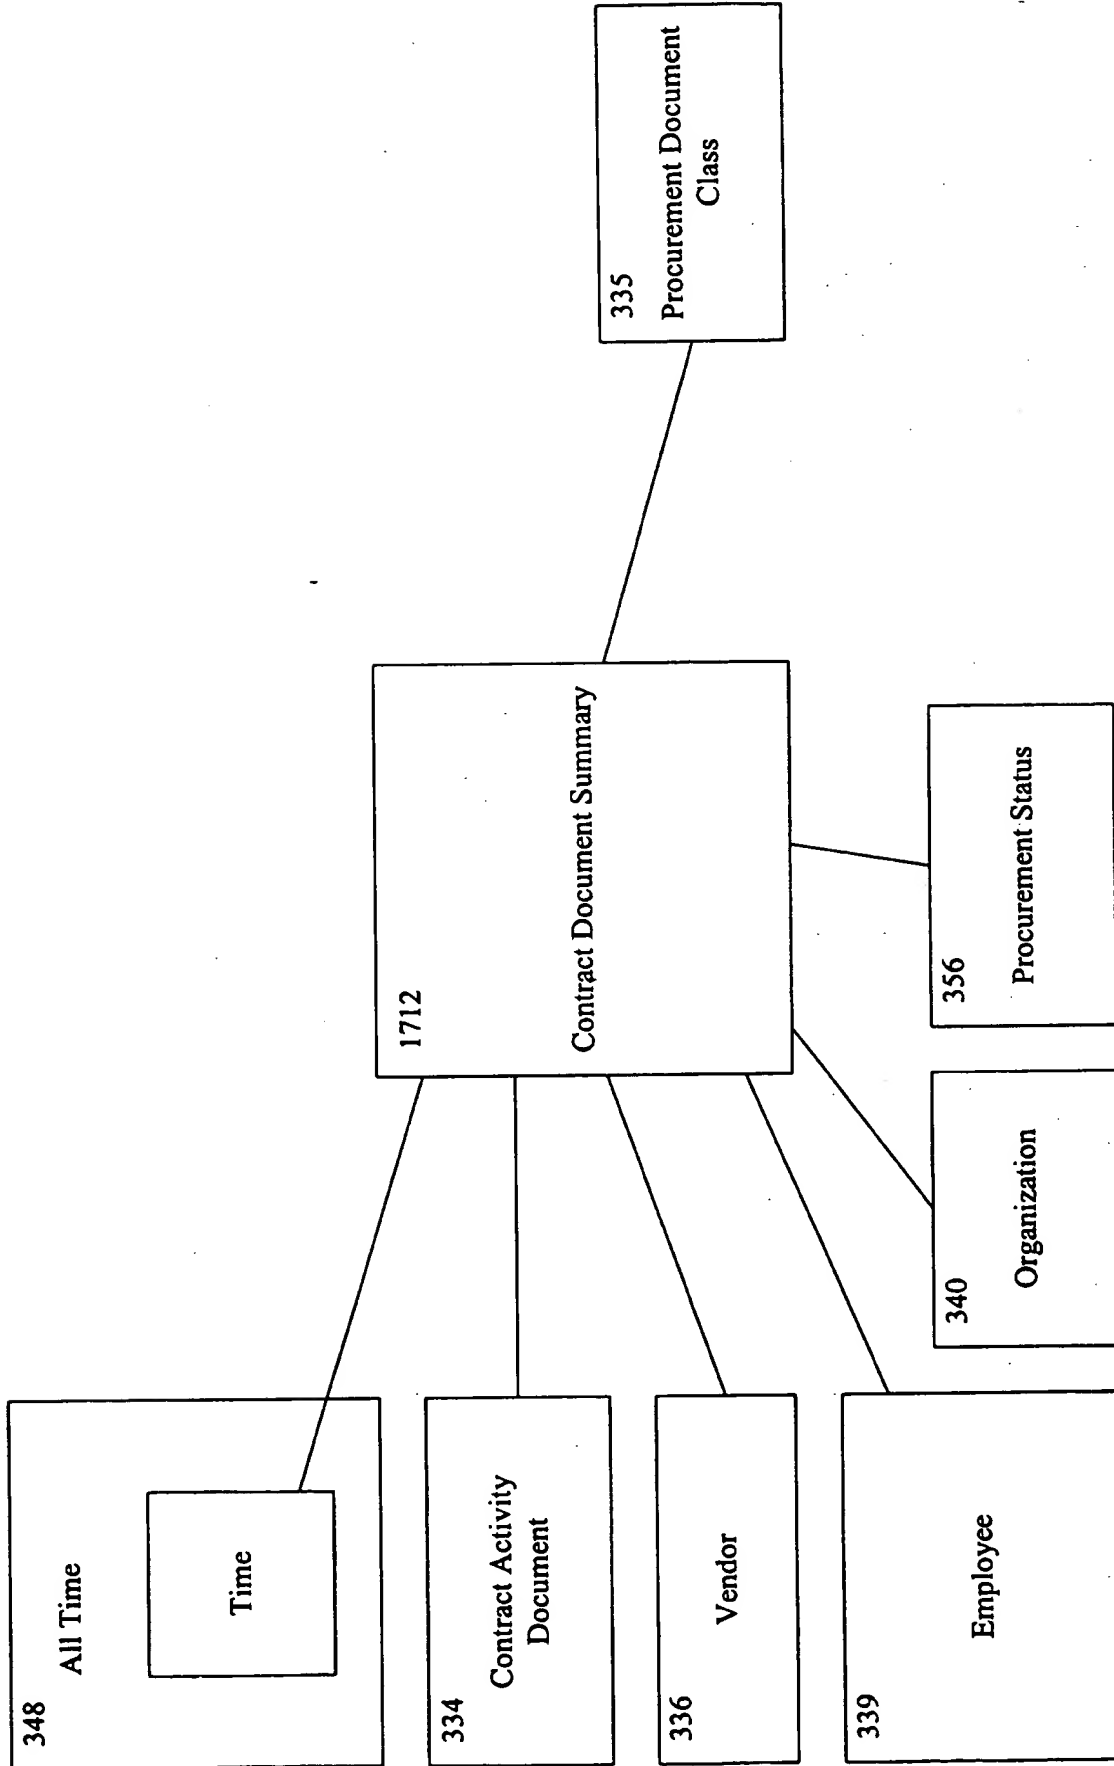 348
All Time
Time
334
Contract Activity
Document
336
Vendor
339
Employee
1712
Contract Document Summary
340
Organization
356
Procurement Status
335
Procurement Document
Class